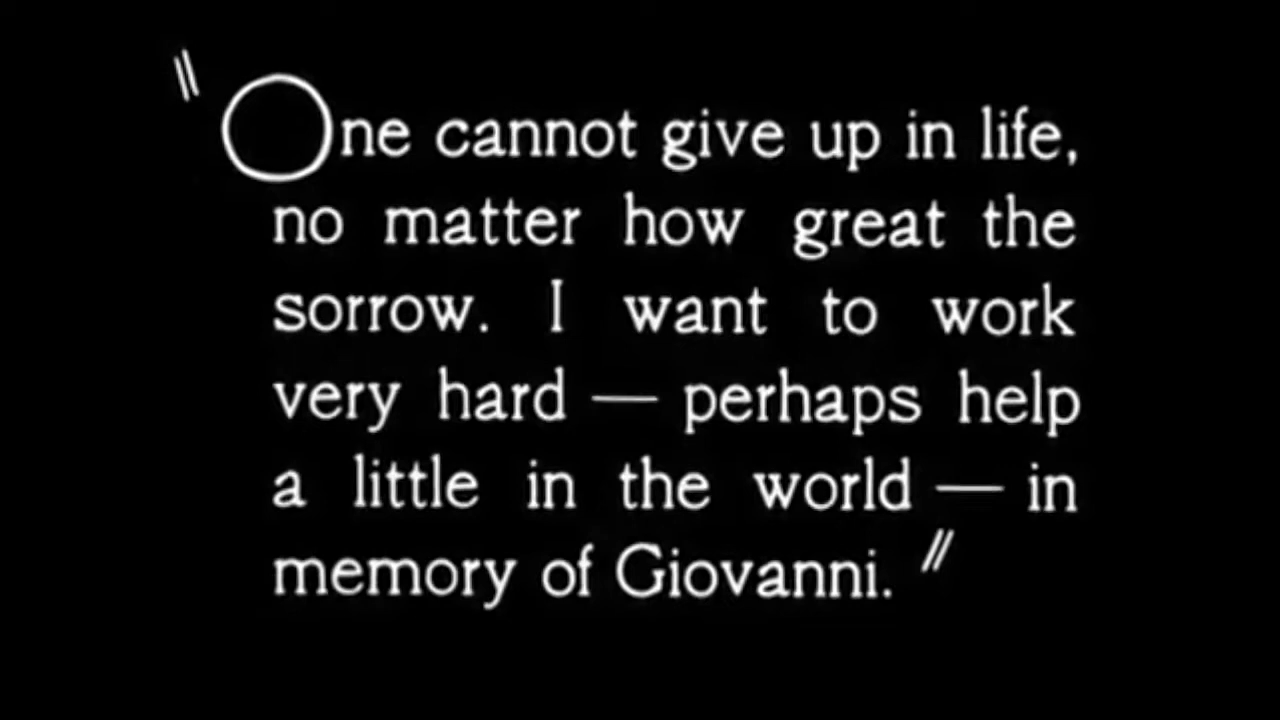 "One cannot give up in life,
no matter how great the
sorrow. I want to work
very hard — perhaps help
a little in the world — in
memory of Giovanni."